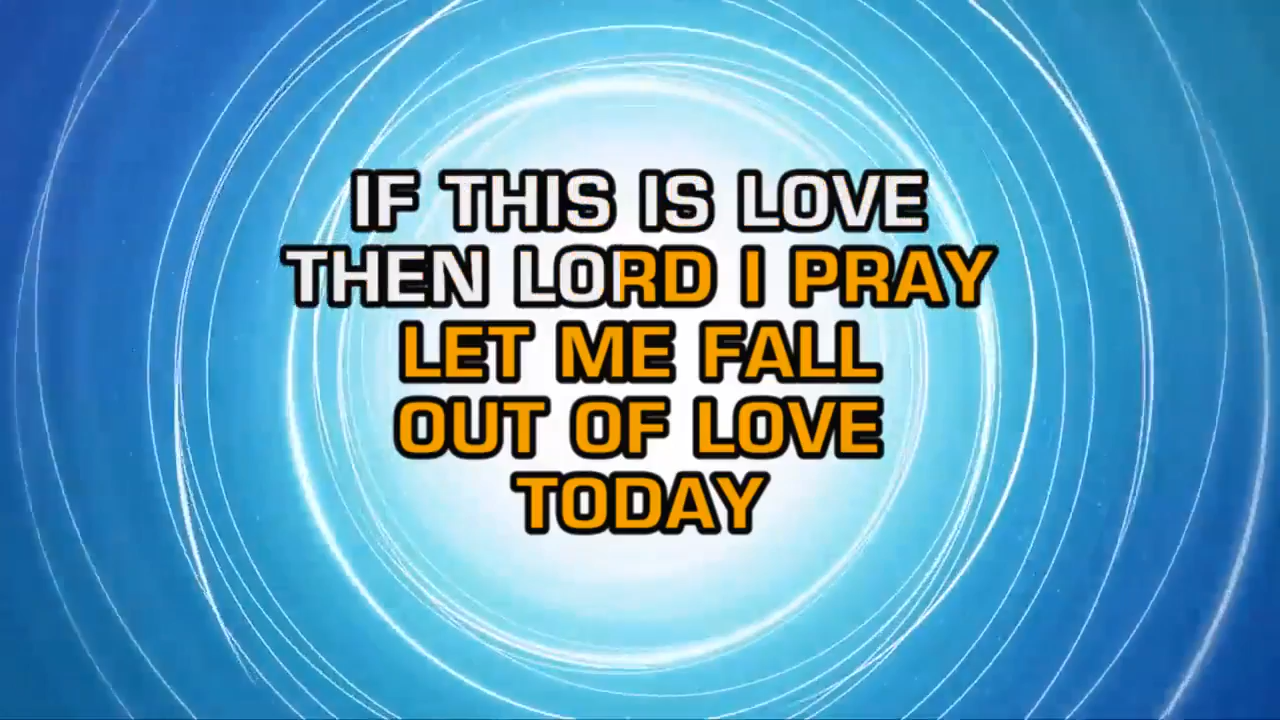 IF THIS IS LOVE
THEN LORD I PRAY
LET ME FALL
OUT OF LOVE
TODAY